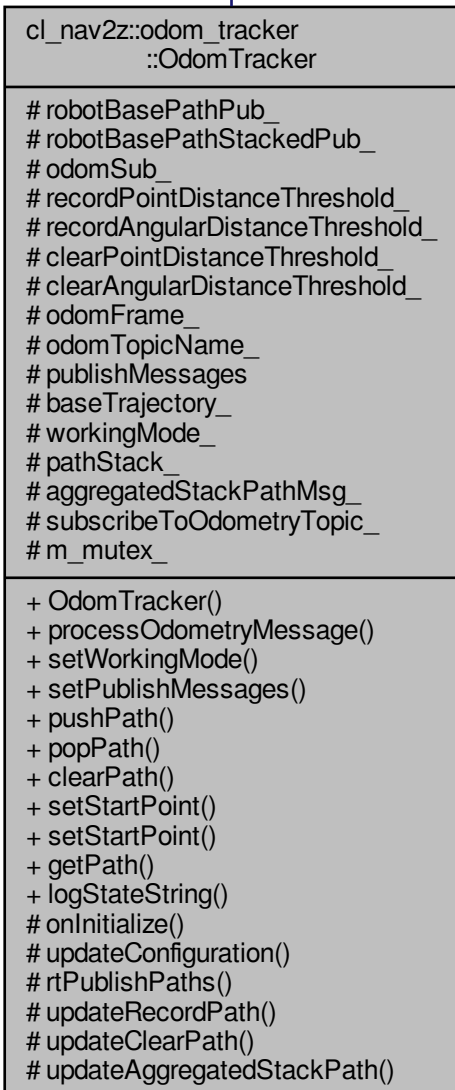 cl_nav2z::odom_tracker
::OdomTracker
# robotBasePathPub_
# robotBasePathStackedPub_
# odomSub_
# recordPointDistanceThreshold_
# recordAngularDistanceThreshold_
# clearPointDistanceThreshold_
# clearAngularDistanceThreshold_
# odomFrame_
# odomTopicName_
# publishMessages
# baseTrajectory_
# workingMode_
# pathStack_
# aggregatedStackPathMsg_
# subscribeToOdometryTopic_
# m_mutex_
+ OdomTracker()
+ processOdometryMessage()
+ setWorkingMode()
+ setPublishMessages()
+ pushPath()
+ popPath()
+ clearPath()
+ setStartPoint()
+ setStartPoint()
+ getPath()
+ logStateString()
# onInitialize()
# updateConfiguration()
# rtPublishPaths()
# updateRecordPath()
# updateClearPath()
# updateAggregatedStackPath()